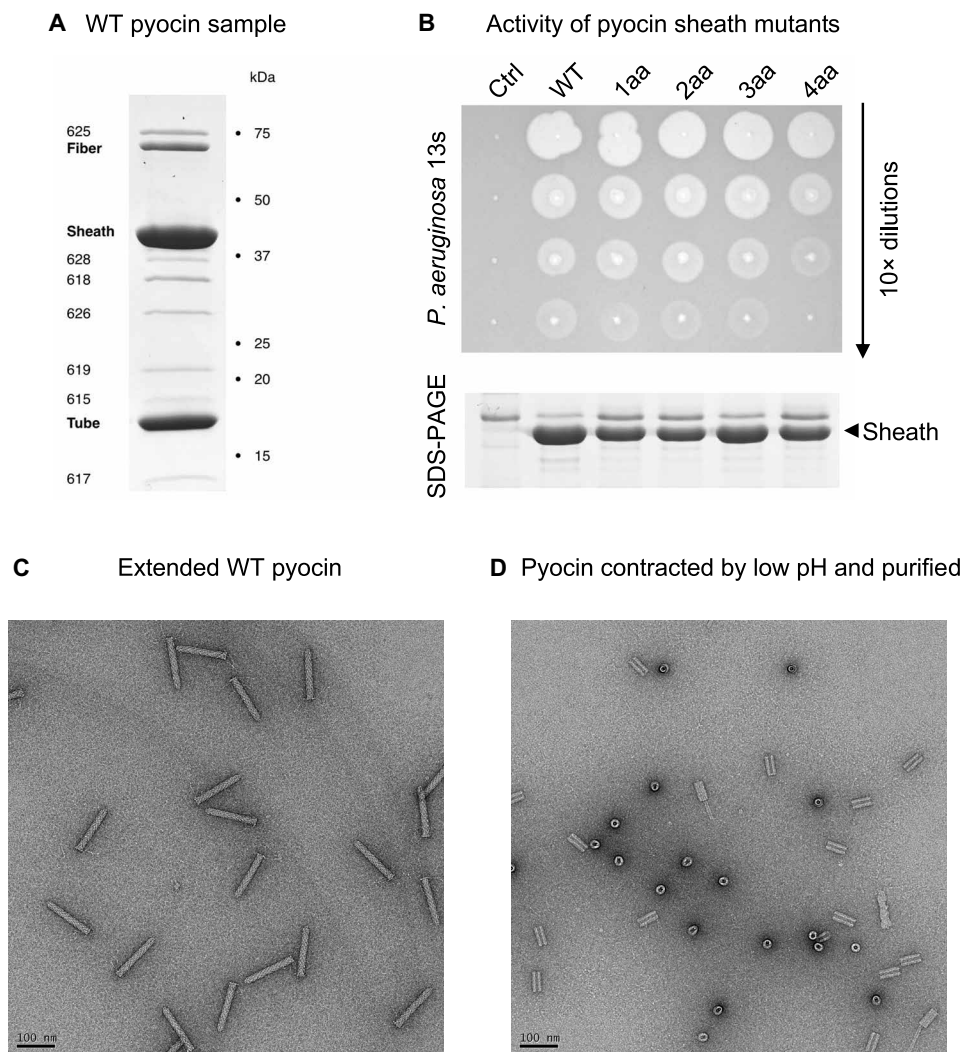 A WT pyocin sample
kDa
625
Fiber
Sheath
628
618
626
619
615
Tube
617
75
50
37
25
20
15
B Activity of pyocin sheath mutants
Ctrl WT 1aa 2aa 3aa 4aa
P. aeruginosa 13s
10× dilutions
SDS-PAGE
Sheath
C Extended WT pyocin
100 nm
D Pyocin contracted by low pH and purified
100 nm